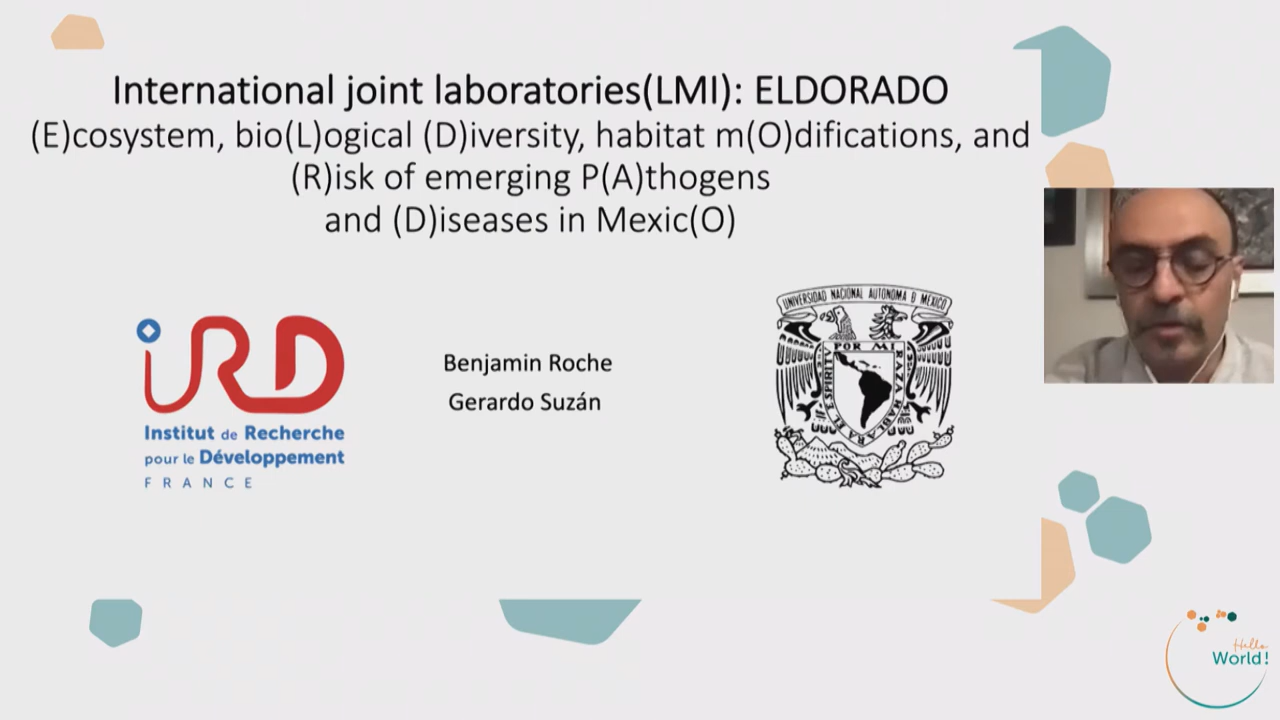 International joint laboratories(LMI): ELDORADO
(E)cosystem, bio(L)ogical (D)iversity, habitat m(O)difications, and
(R)isk of emerging P(A)thogens
and (D)iseases in Mexic(O)
iRD
Institut de Recherche
pour le Développement
FRANCE
Benjamin Roche
Gerardo Suzán
UNIVERSIDAD NACIONAL AUTONOMA D MEXICO
POR MI RAZA HABLARA EL ESPIRITU
Hello
World!